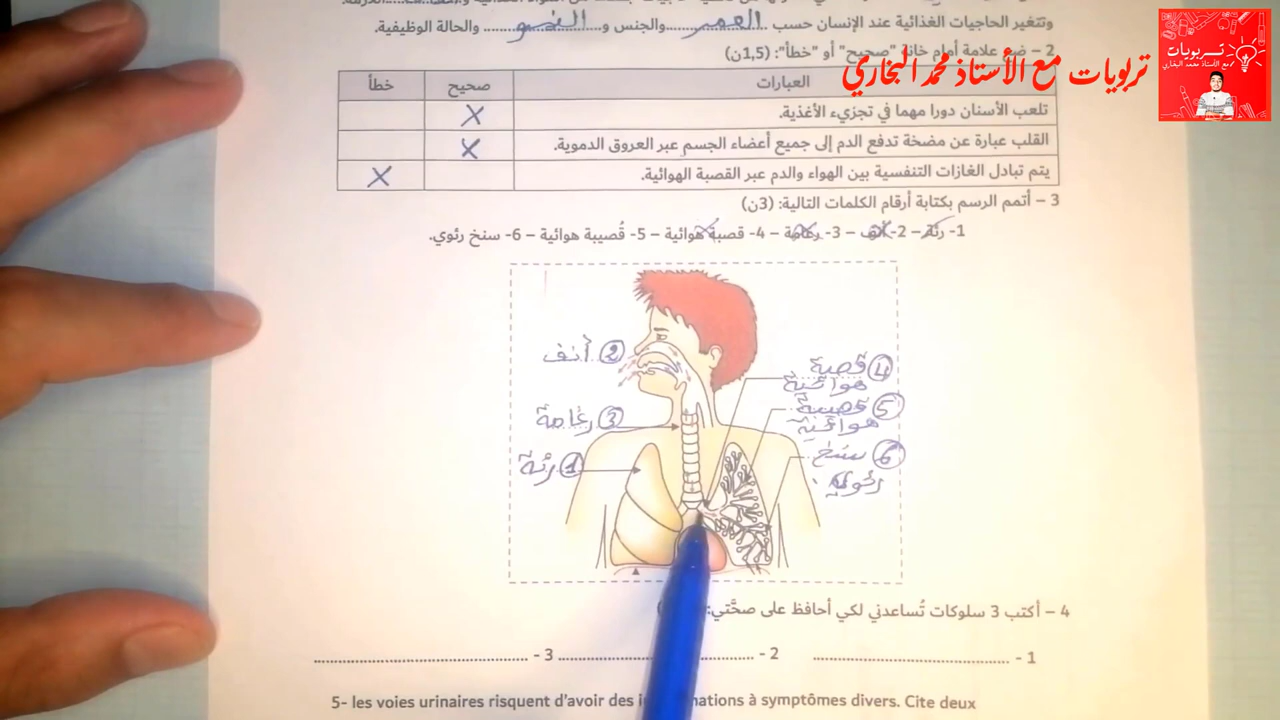 وتتغير الحاجيات الغذائية عند الإنسان حسب ..العمر..والجنس و..النمو..والحالة الوظيفية.
2 – ضع علامة أمام خانة "صحيح" أو "خطأ": (1,5ن)
تربويات مع الأستاذ محمد البخاري
تربويات
مع الأستاذ محمد البخاري
العبارات صحيح خطأ
تلعب الأسنان دورا مهما في تجزيء الأغذية. X
القلب عبارة عن مضخة تدفع الدم إلى جميع أعضاء الجسم عبر العروق الدموية. X
يتم تبادل الغازات التنفسية بين الهواء والدم عبر القصبة الهوائية. X
3 – أتمم الرسم بكتابة أرقام الكلمات التالية: (3ن)
1- رئة – 2- أنف – 3- رغامة – 4- قصبة هوائية – 5- قُصيبة هوائية – 6- سنخ رئوي.
② أنف
④ قصبة
هوائية
③ رغامة
⑤ قصيبة
هوائية
① رئة
⑥ سنخ
رئوي
4 – أكتب 3 سلوكات تُساعدني لكي أحافظ على صحَّتي:
1 - ........ 2 - ........ 3 - ........
5- les voies urinaires risquent d'avoir des à symptômes divers. Cite deux